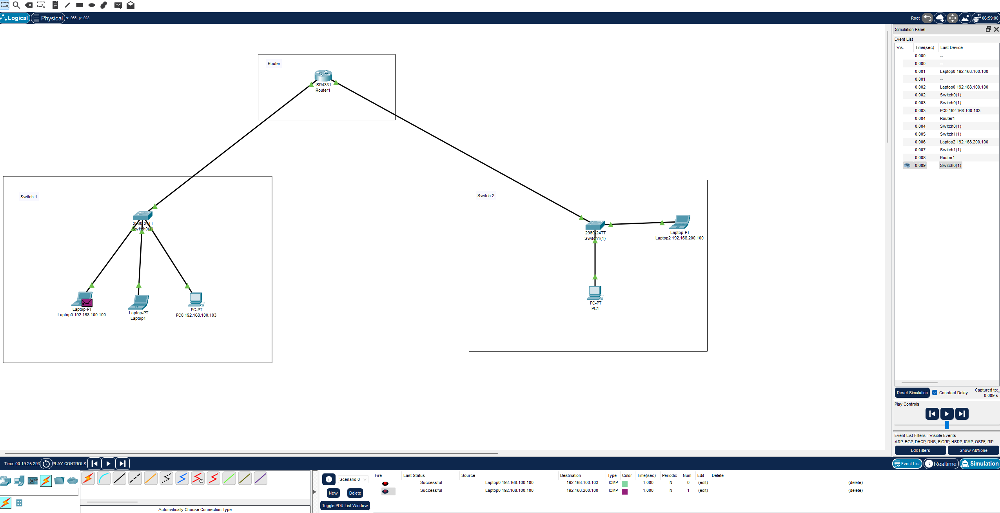 Logical Physical x: 955, y: 923 Root 06:59:00
Simulation Panel
Event List
Vis. Time(sec) Last Device
0.000 --
0.000 --
0.001 Laptop0 192.168.100.100
0.001 --
0.002 Laptop0 192.168.100.100
0.002 Switch0(1)
0.003 Switch0(1)
0.003 PC0 192.168.100.103
0.004 Router1
0.004 Switch0(1)
0.005 Switch1(1)
0.006 Laptop2 192.168.200.100
0.007 Switch1(1)
0.008 Router1
0.009 Switch0(1)
Router
ISR4331
Router1
Switch 1
2960-24TT
Switch0(1)
Laptop-PT
Laptop0 192.168.100.100
Laptop-PT
Laptop1
PC-PT
PC0 192.168.100.103
Switch 2
2960-24TT
Switch1(1)
Laptop-PT
Laptop2 192.168.200.100
PC-PT
PC1
Reset Simulation Constant Delay Captured to:
0.009 s
Play Controls
Event List Filters - Visible Events
ARP, BGP, DHCP, DNS, EIGRP, HSRP, ICMP, OSPF, RIP
Edit Filters Show All/None
Time: 00:19:25.293 PLAY CONTROLS: Event List Realtime Simulation
Scenario 0
New Delete
Toggle PDU List Window
Fire Last Status Source Destination Type Color Time(sec) Periodic Num Edit Delete
Successful Laptop0 192.168.100.100 192.168.100.103 ICMP 1.000 N 0 (edit) (delete)
Successful Laptop0 192.168.100.100 192.168.200.100 ICMP 1.000 N 1 (edit) (delete)
Automatically Choose Connection Type